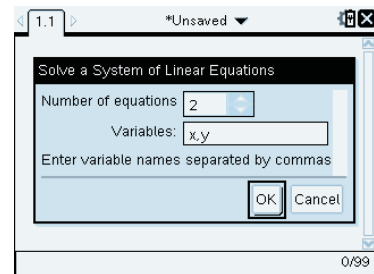 1.1 *Unsaved
Solve a System of Linear Equations
Number of equations 2
Variables: x,y
Enter variable names separated by commas
OK Cancel
0/99